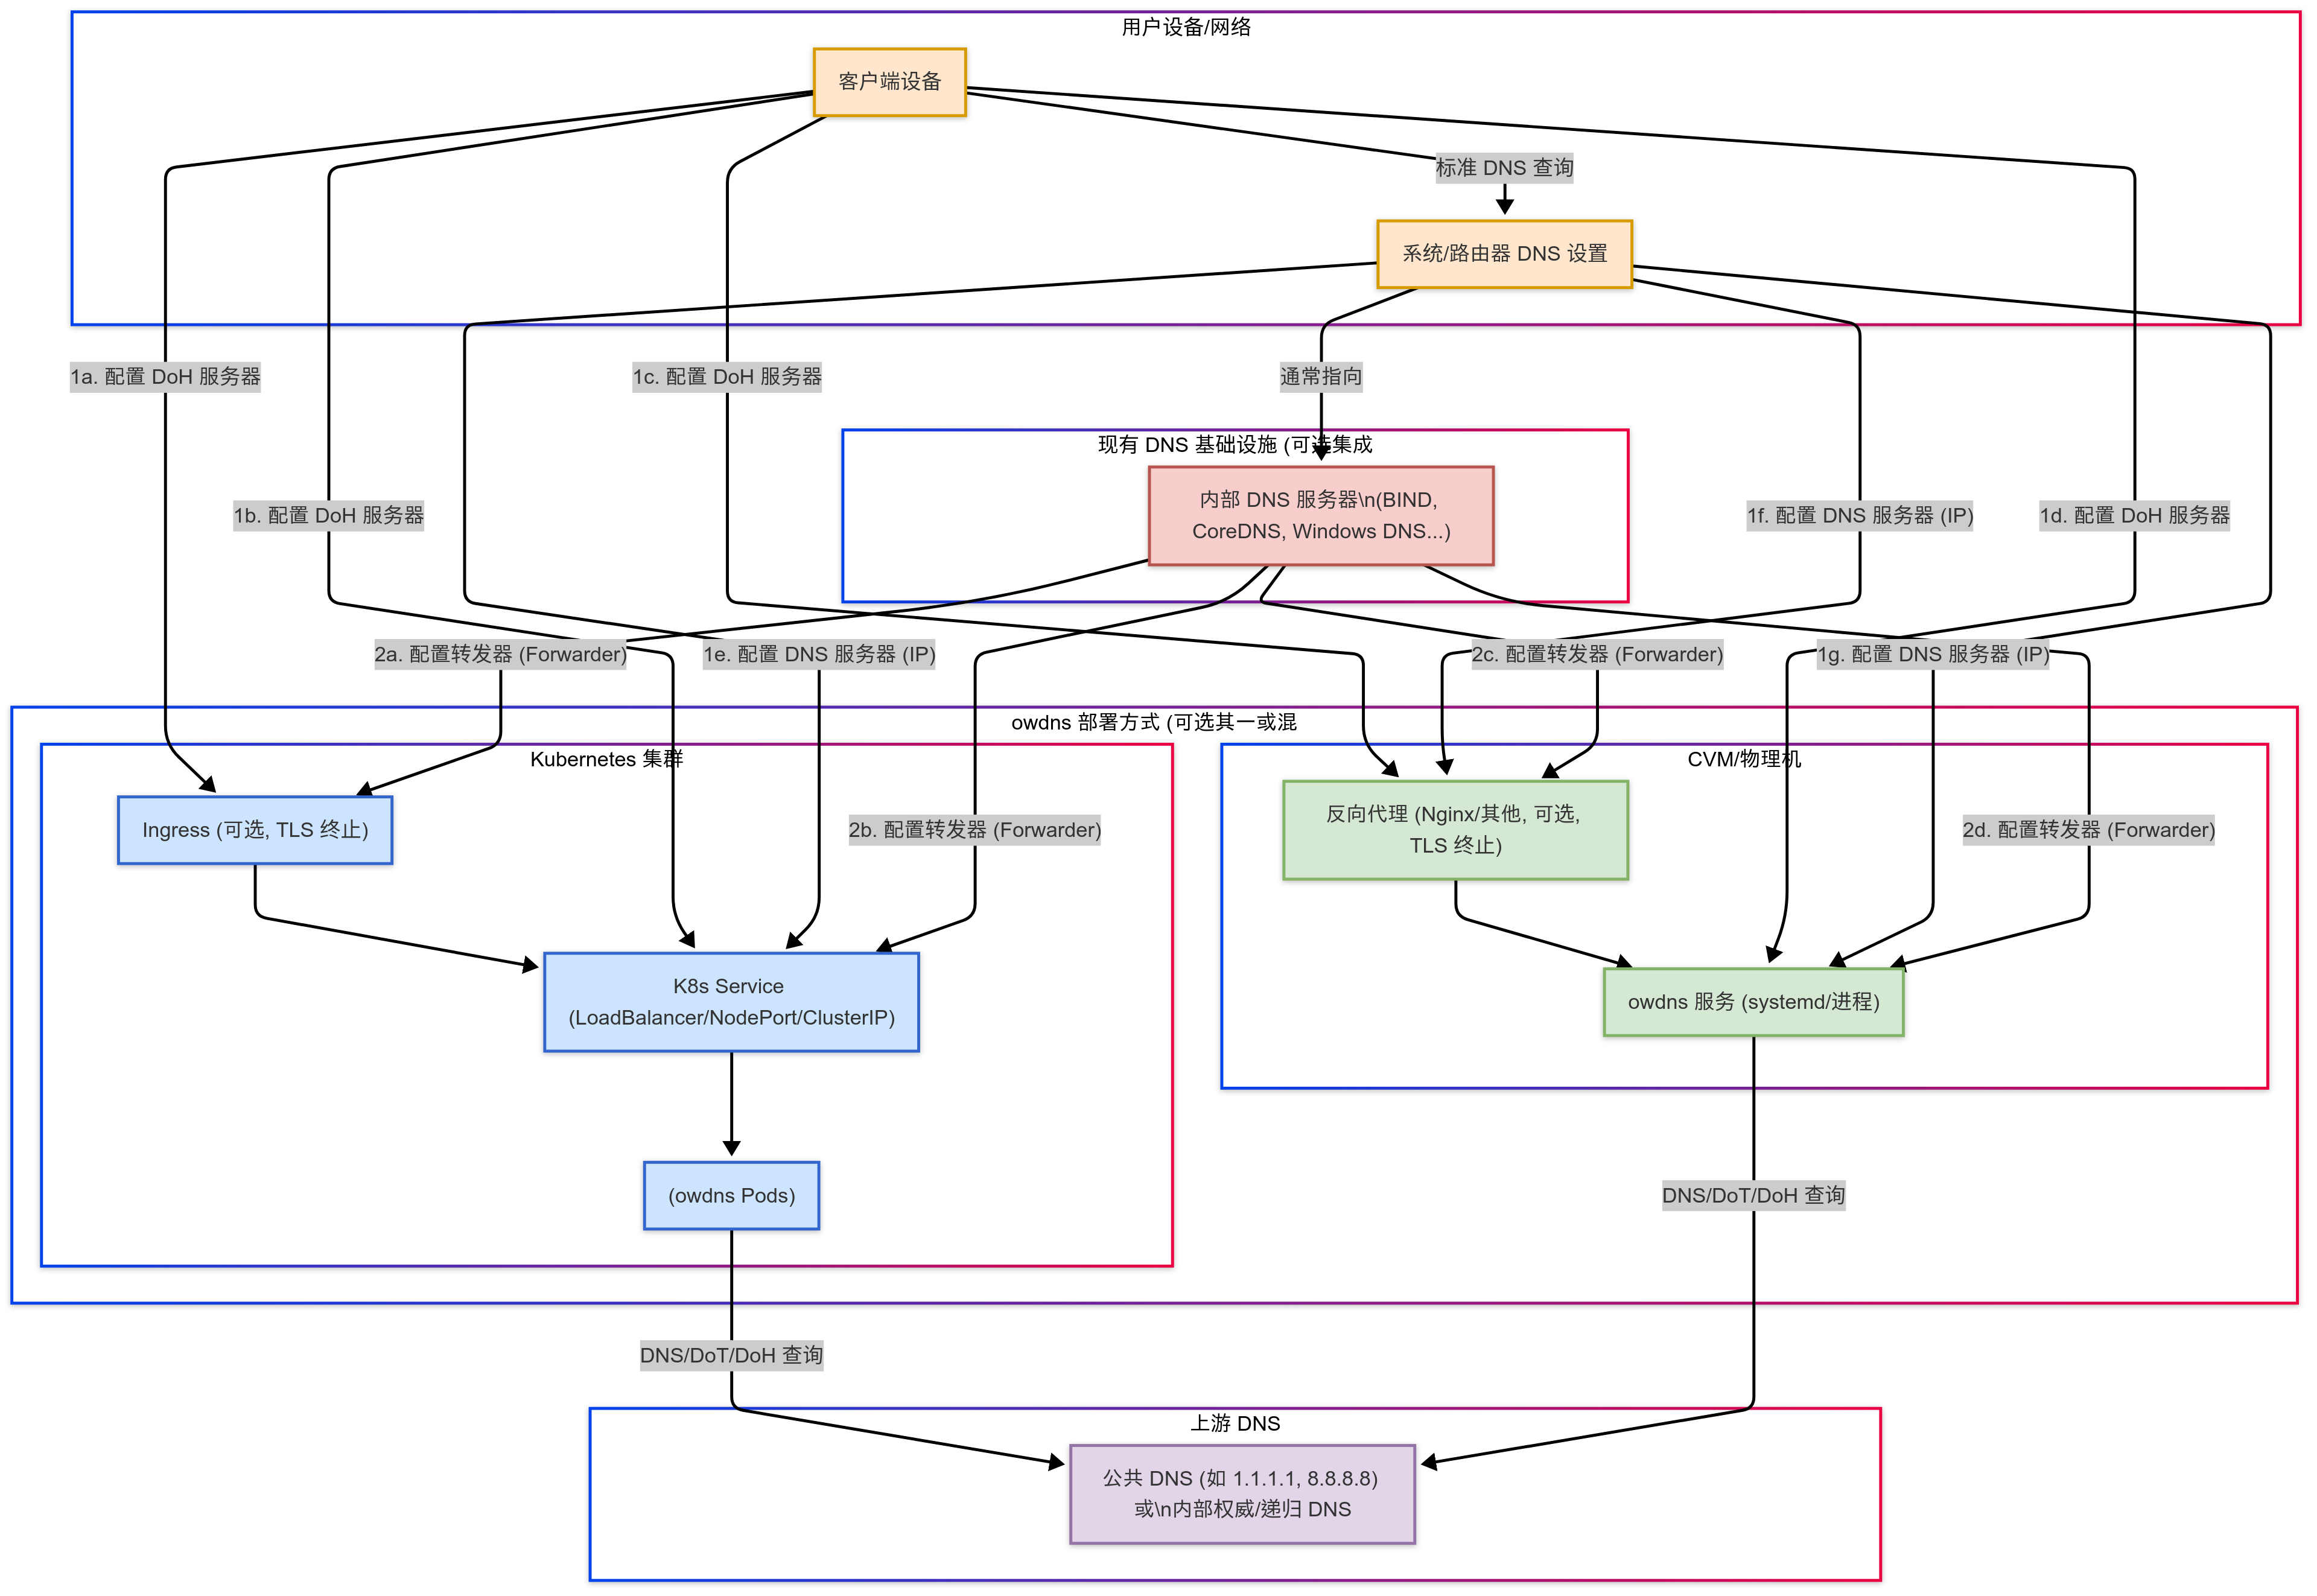 用户设备/网络
客户端设备
标准 DNS 查询
系统/路由器 DNS 设置
1a. 配置 DoH 服务器
1c. 配置 DoH 服务器
通常指向
现有 DNS 基础设施 (可选集成
内部 DNS 服务器\n(BIND,
CoreDNS, Windows DNS...)
1b. 配置 DoH 服务器
1f. 配置 DNS 服务器 (IP)
1d. 配置 DoH 服务器
2a. 配置转发器 (Forwarder)
1e. 配置 DNS 服务器 (IP)
2c. 配置转发器 (Forwarder)
1g. 配置 DNS 服务器 (IP)
owdns 部署方式 (可选其一或混
Kubernetes 集群
CVM/物理机
Ingress (可选, TLS 终止)
2b. 配置转发器 (Forwarder)
反向代理 (Nginx/其他, 可选,
TLS 终止)
2d. 配置转发器 (Forwarder)
K8s Service
(LoadBalancer/NodePort/ClusterIP)
owdns 服务 (systemd/进程)
(owdns Pods)
DNS/DoT/DoH 查询
DNS/DoT/DoH 查询
上游 DNS
公共 DNS (如 1.1.1.1, 8.8.8.8)
或\n内部权威/递归 DNS